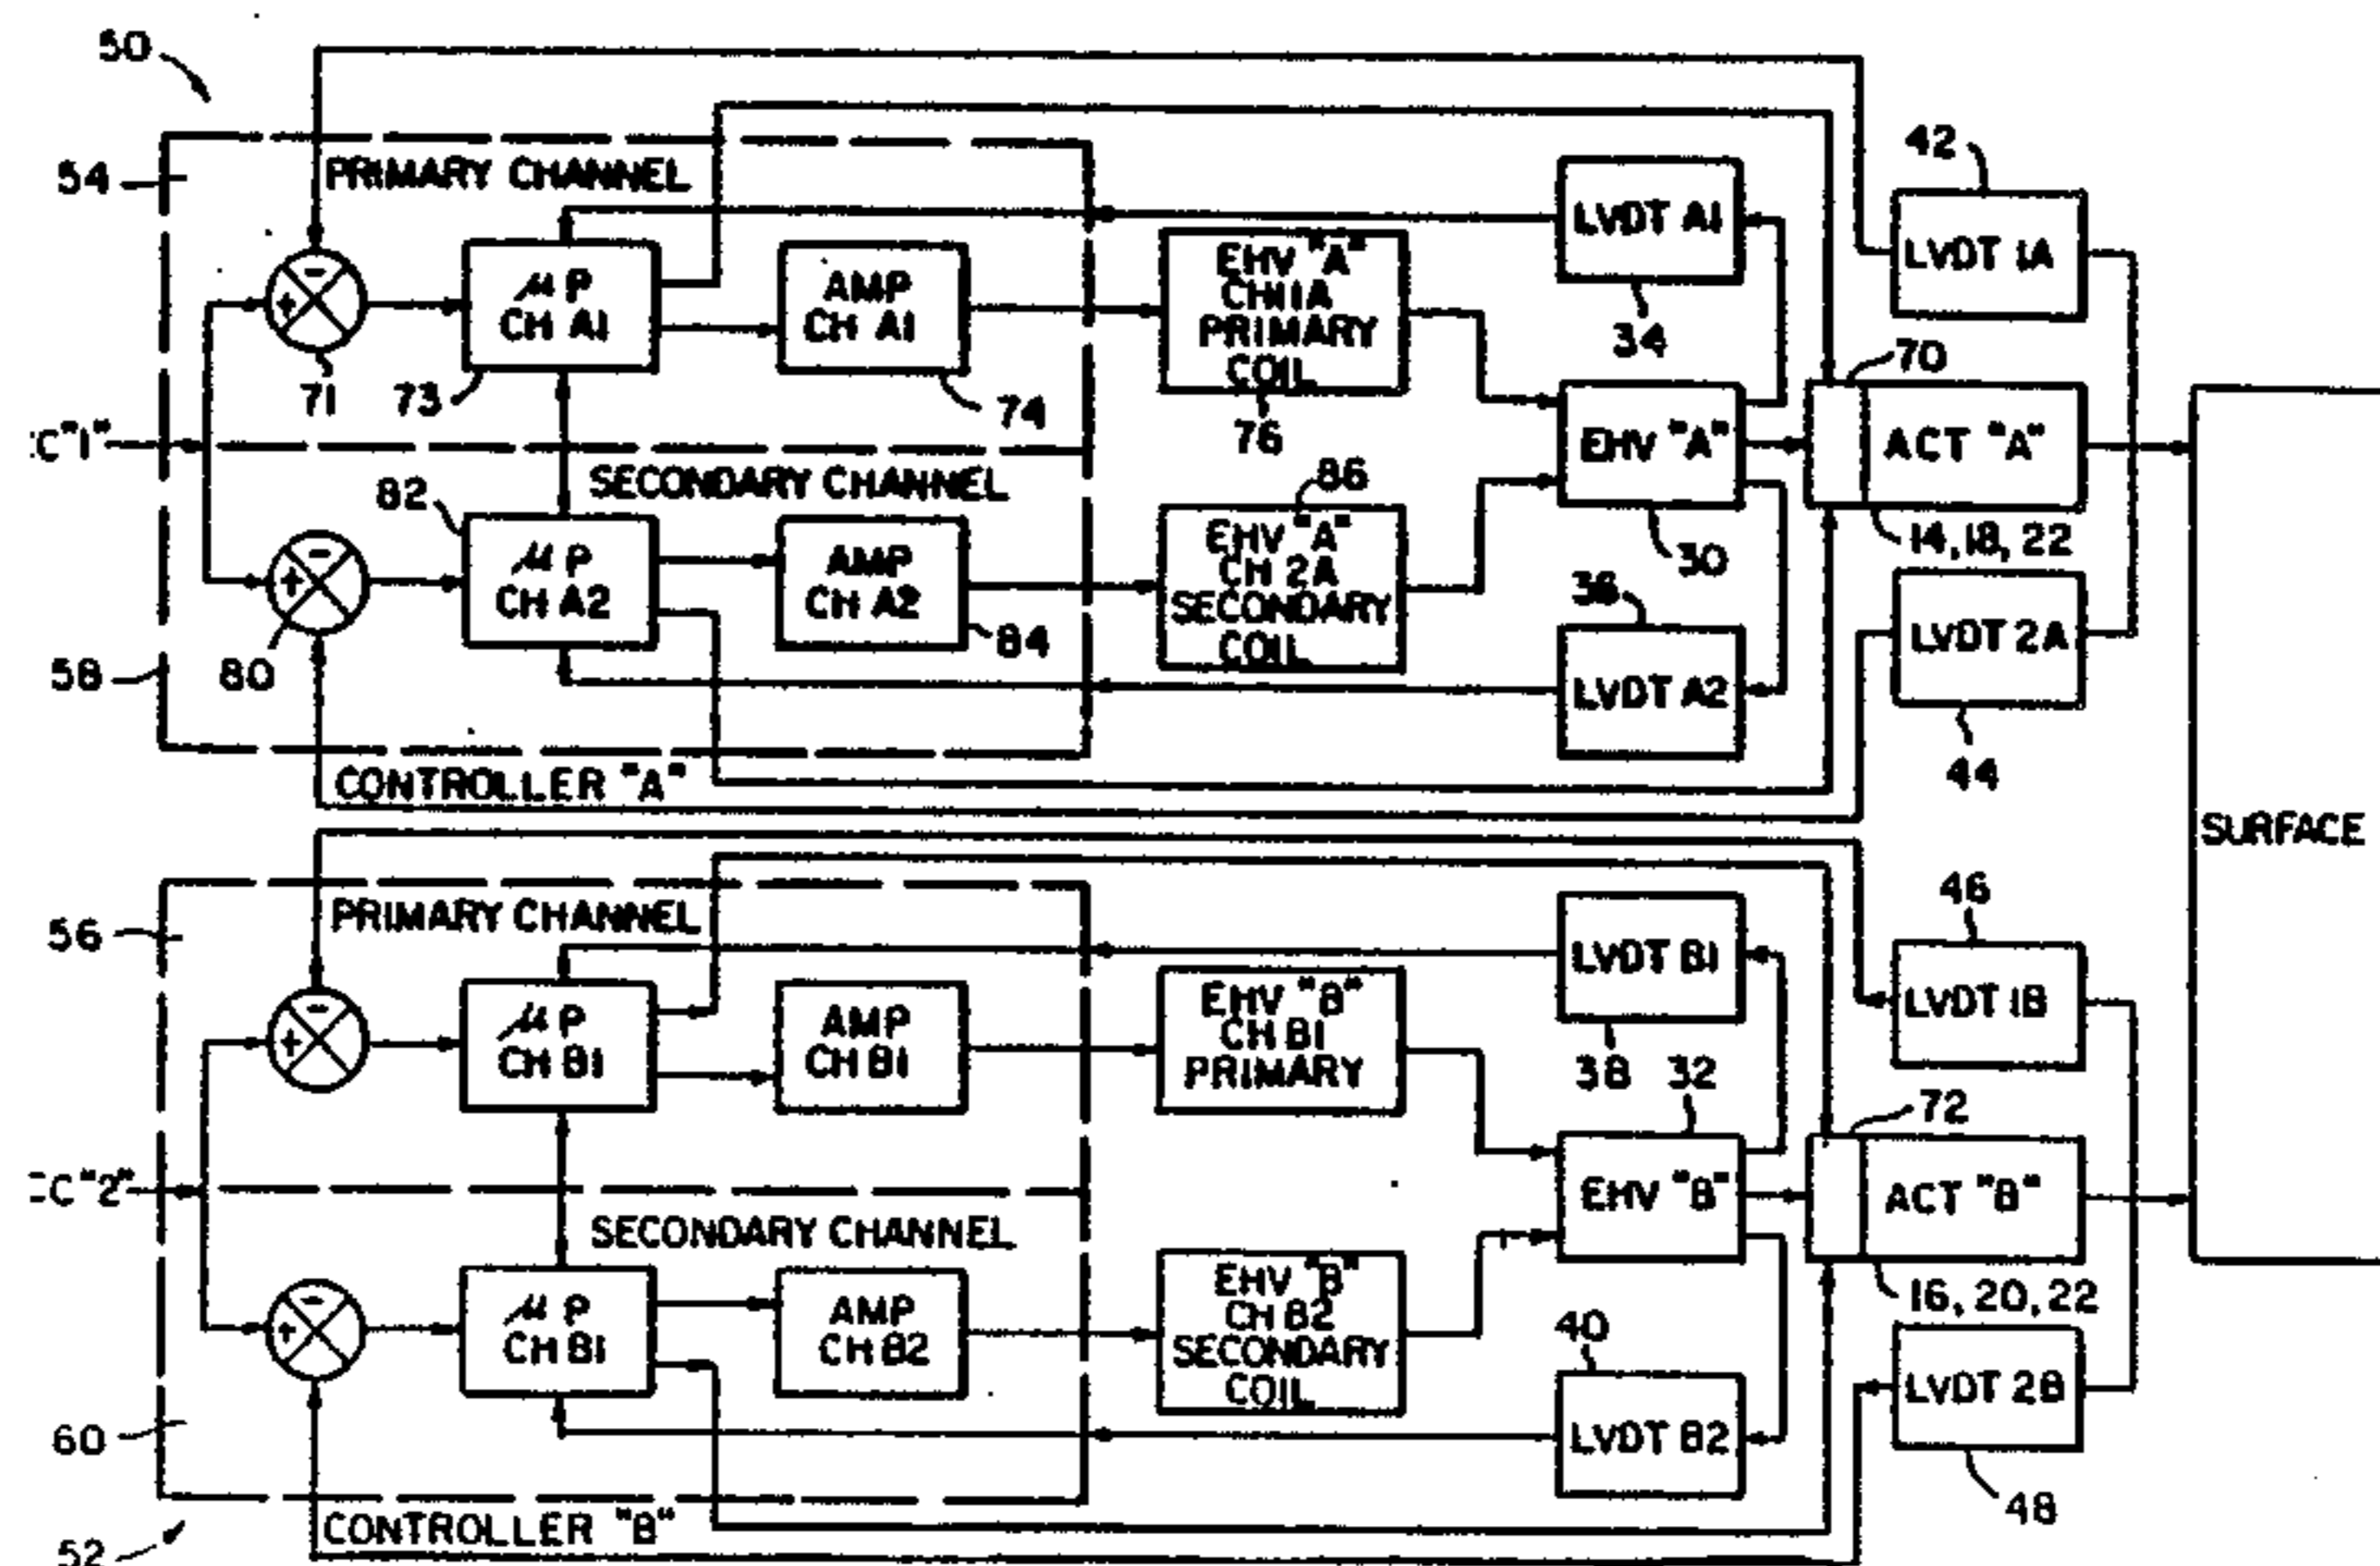 50
54
PRIMARY CHANNEL
42
LVDT A1
LVDT 1A
EHV "A"
CH11A
PRIMARY
COIL
μP
CH A1
AMP
CH A1
34
70
71
73
74
76
C"1"
EHV "A"
ACT "A"
SECONDARY CHANNEL
82
86
30
14,18,22
μP
CH A2
AMP
CH A2
EHV "A"
CH 2A
SECONDARY
COIL
36
LVDT 2A
58
80
84
LVDT A2
44
CONTROLLER "A"
SURFACE
56
PRIMARY CHANNEL
46
LVDT B1
LVDT 1B
μP
CH B1
AMP
CH B1
EHV "B"
CH B1
PRIMARY
38
32
72
C"2"
EHV "B"
ACT "B"
SECONDARY CHANNEL
16,20,22
μP
CH B1
AMP
CH B2
EHV "B"
CH B2
SECONDARY
COIL
40
LVDT 2B
60
LVDT B2
48
CONTROLLER "B"
52